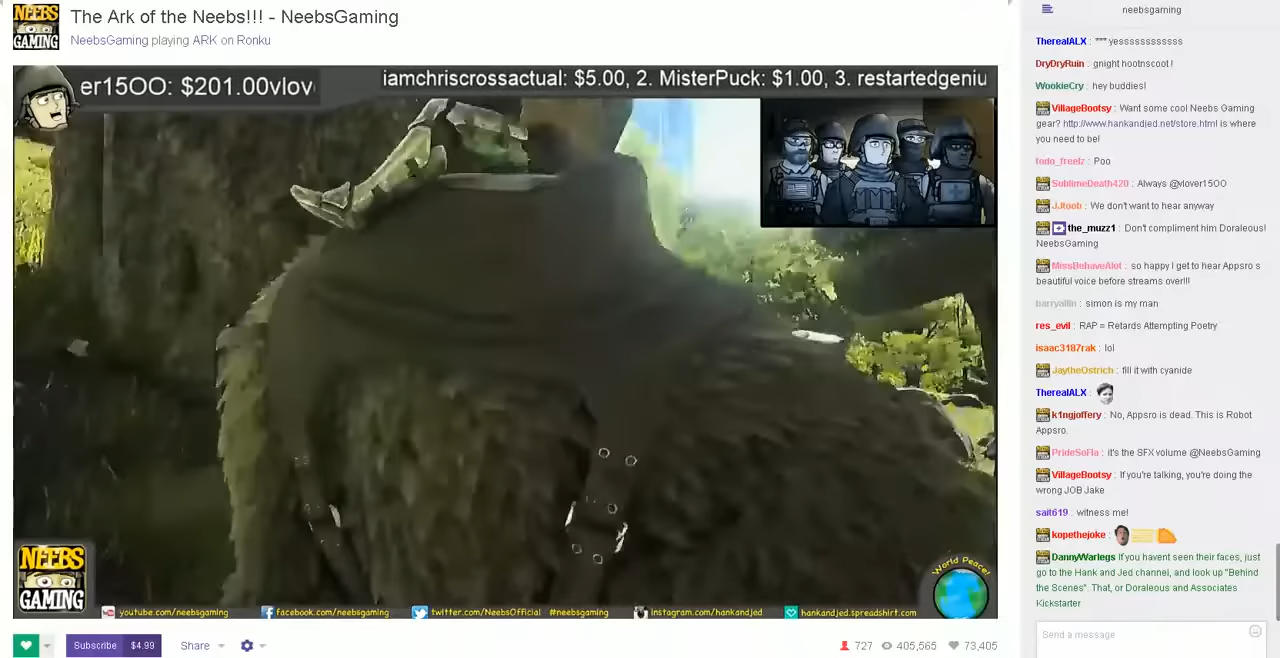 The Ark of the Neebs!!! - NeebsGaming
NeebsGaming playing ARK on Ronku
NEEBS
GAMING
er15OO: $201.00vlov
iamchriscrossactual: $5.00, 2. MisterPuck: $1.00, 3. restartedgeniu
NEEBS
GAMING
World Peace!
youtube.com/neebsgaming
facebook.com/neebsgaming
twitter.com/NeebsOfficial #neebsgaming
instagram.com/hankandjed
hankandjed.spreadshirt.com
Subscribe $4.99
Share
727 405,565 73,405
neebsgaming
TherealALX : *** yessssssssssss
DryDryRuin : gnight hootnscoot !
WookieCry : hey buddies!
VillageBootsy : Want some cool Neebs Gaming
gear? http://www.hankandjed.net/store.html is where
you need to be!
todo_freelz : Poo
SublimeDeath420 : Always @vlover15OO
JJtoob : We don't want to hear anyway
the_muzz1 : Don't compliment him Doraleous!
NeebsGaming
MissBehaveAlot : so happy I get to hear Appsro s
beautiful voice before streams over!!!
barryallin : simon is my man
res_evil : RAP = Retards Attempting Poetry
isaac3187rak : lol
JaytheOstrich : fill it with cyanide
TherealALX :
k1ngjoffery : No, Appsro is dead. This is Robot
Appsro.
PrideSoFla : it's the SFX volume @NeebsGaming
VillageBootsy : If you're talking, you're doing the
wrong JOB Jake
sait619 : witness me!
kopethejoke :
DannyWarlegs If you havent seen their faces, just
go to the Hank and Jed channel, and look up "Behind
the Scenes". That, or Doraleous and Associates
Kickstarter
Send a message